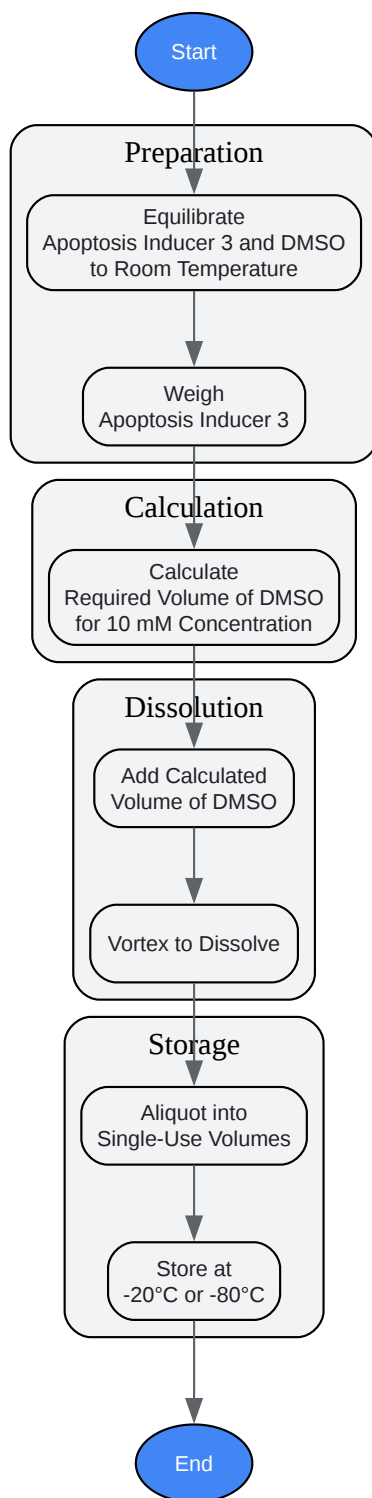 Start
Preparation
Equilibrate
Apoptosis Inducer 3 and DMSO
to Room Temperature
Weigh
Apoptosis Inducer 3
Calculation
Calculate
Required Volume of DMSO
for 10 mM Concentration
Dissolution
Add Calculated
Volume of DMSO
Vortex to Dissolve
Storage
Aliquot into
Single-Use Volumes
Store at
-20°C or -80°C
End